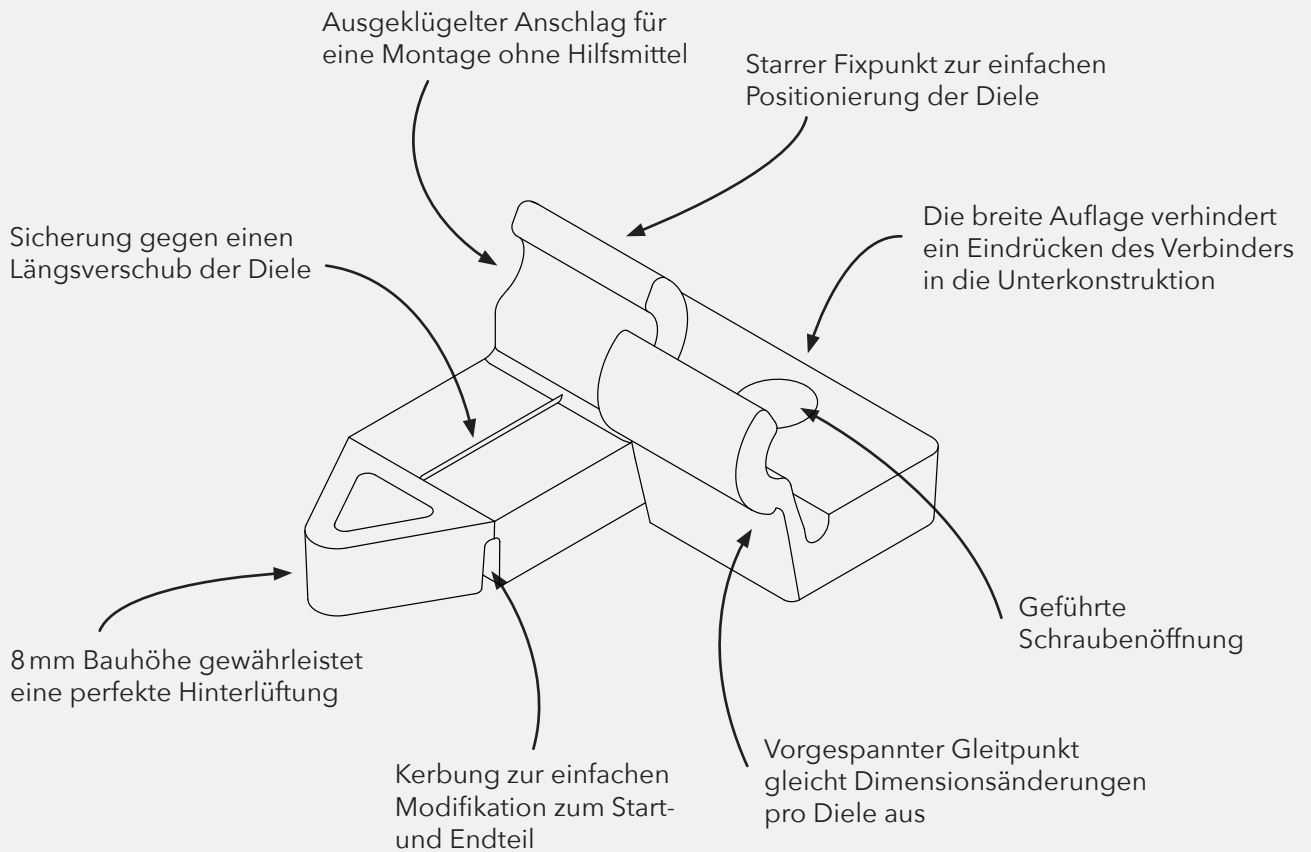 Ausgeklügelter Anschlag für
eine Montage ohne Hilfsmittel
Starrer Fixpunkt zur einfachen
Positionierung der Diele
Die breite Auflage verhindert
ein Eindrücken des Verbinders
in die Unterkonstruktion
Sicherung gegen einen
Längsverschub der Diele
Geführte
Schraubenöffnung
8 mm Bauhöhe gewährleistet
eine perfekte Hinterlüftung
Vorgespannter Gleitpunkt
gleicht Dimensionsänderungen
pro Diele aus
Kerbung zur einfachen
Modifikation zum Start-
und Endteil